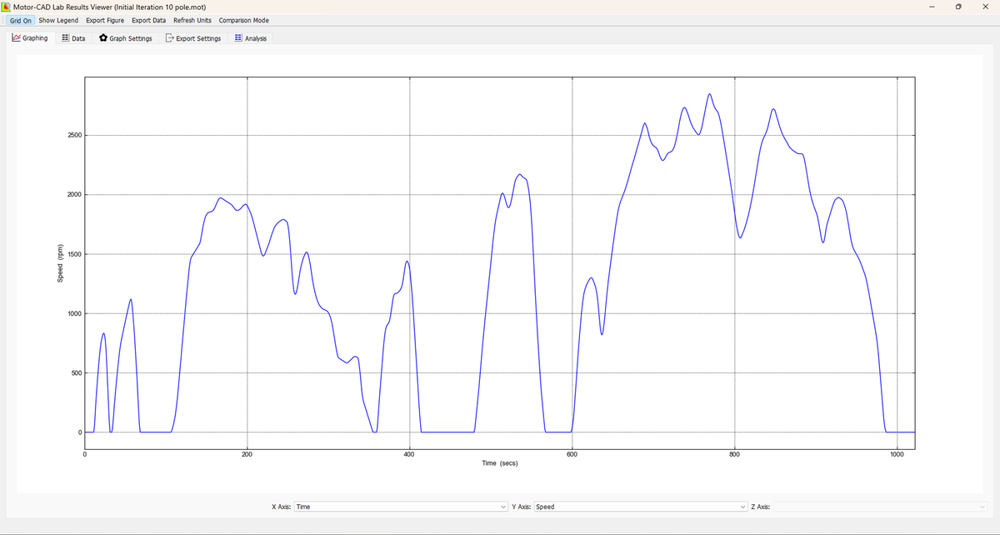 Motor-CAD Lab Results Viewer (Initial Iteration 10 pole.mot)
Grid On Show Legend Export Figure Export Data Refresh Units Comparison Mode
Graphing Data Graph Settings Export Settings Analysis
2500
2000
1500
1000
500
0
Speed (rpm)
0 200 400 600 800 1000
Time (secs)
X Axis: Time Y Axis: Speed Z Axis: